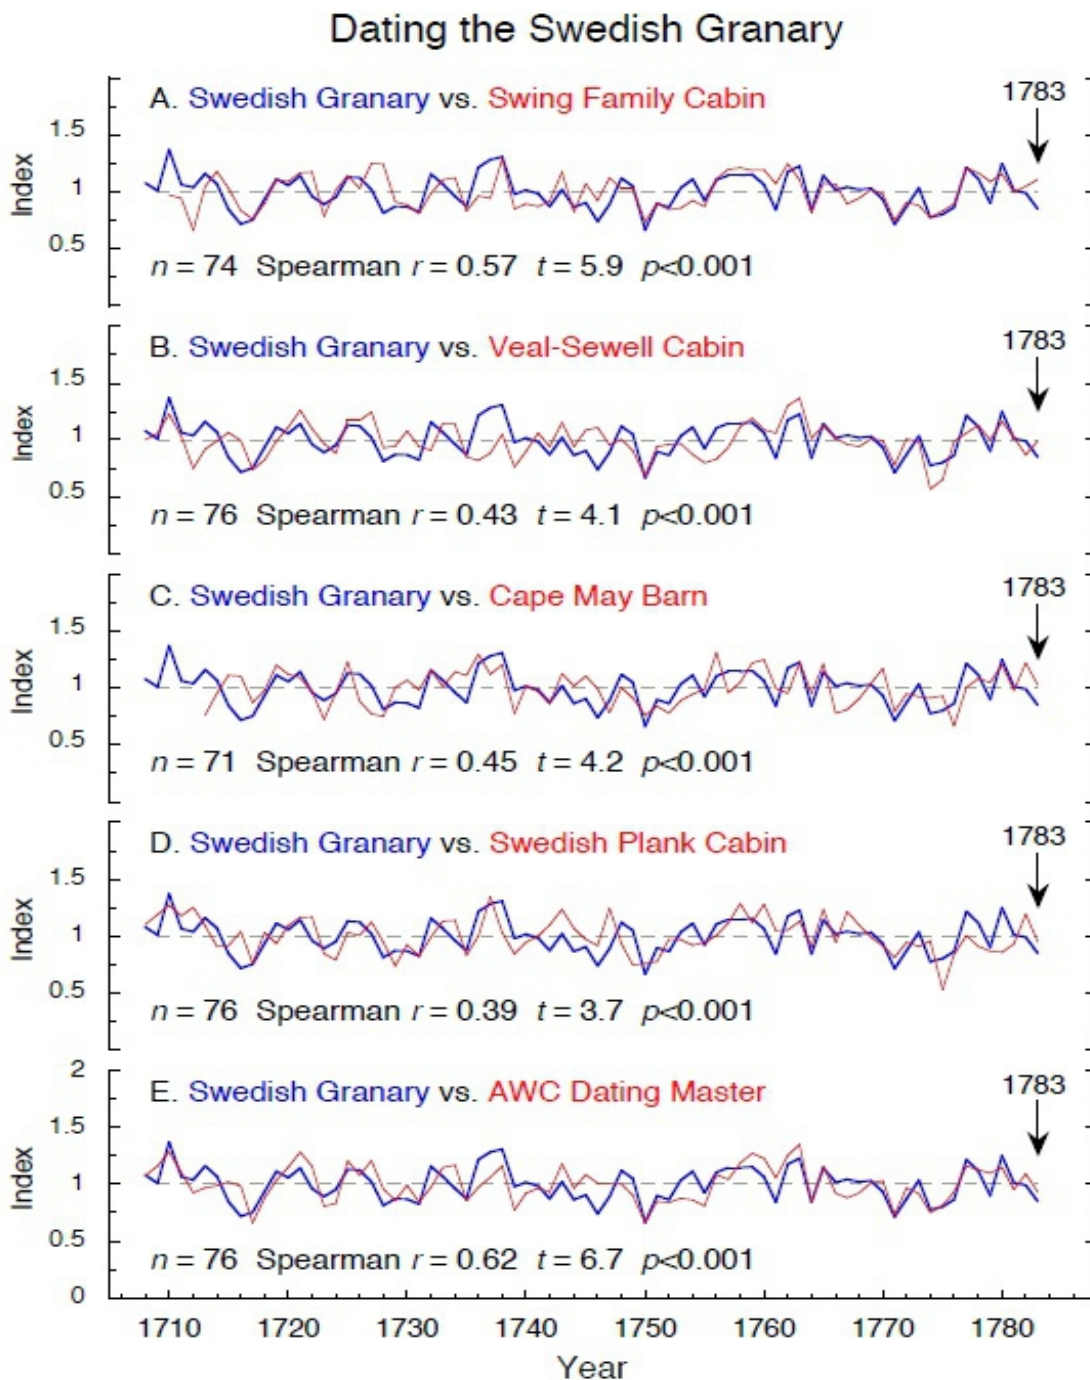 Dating the Swedish Granary
A. Swedish Granary vs. Swing Family Cabin
1783
1.5
1
0.5
Index
n = 74 Spearman r = 0.57 t = 5.9 p<0.001
B. Swedish Granary vs. Veal-Sewell Cabin
1783
1.5
1
0.5
Index
n = 76 Spearman r = 0.43 t = 4.1 p<0.001
C. Swedish Granary vs. Cape May Barn
1783
1.5
1
0.5
Index
n = 71 Spearman r = 0.45 t = 4.2 p<0.001
D. Swedish Granary vs. Swedish Plank Cabin
1783
1.5
1
0.5
Index
n = 76 Spearman r = 0.39 t = 3.7 p<0.001
2
E. Swedish Granary vs. AWC Dating Master
1783
1.5
1
0.5
0
Index
n = 76 Spearman r = 0.62 t = 6.7 p<0.001
1710 1720 1730 1740 1750 1760 1770 1780
Year